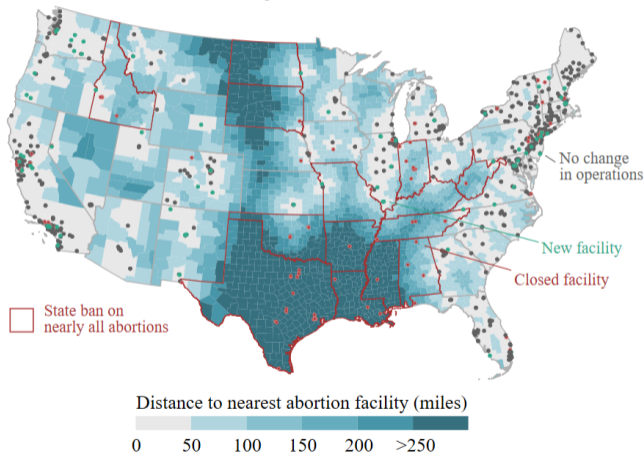 No change
in operations
New facility
Closed facility
State ban on
nearly all abortions
Distance to nearest abortion facility (miles)
0 50 100 150 200 >250